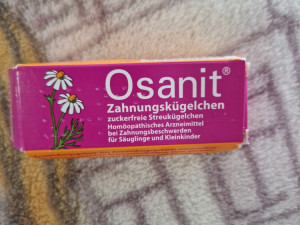 Osanit®
Zahnungskügelchen
zuckerfreie Streukügelchen
Homöopathisches Arzneimittel
bei Zahnungsbeschwerden
für Säuglinge und Kleinkinder